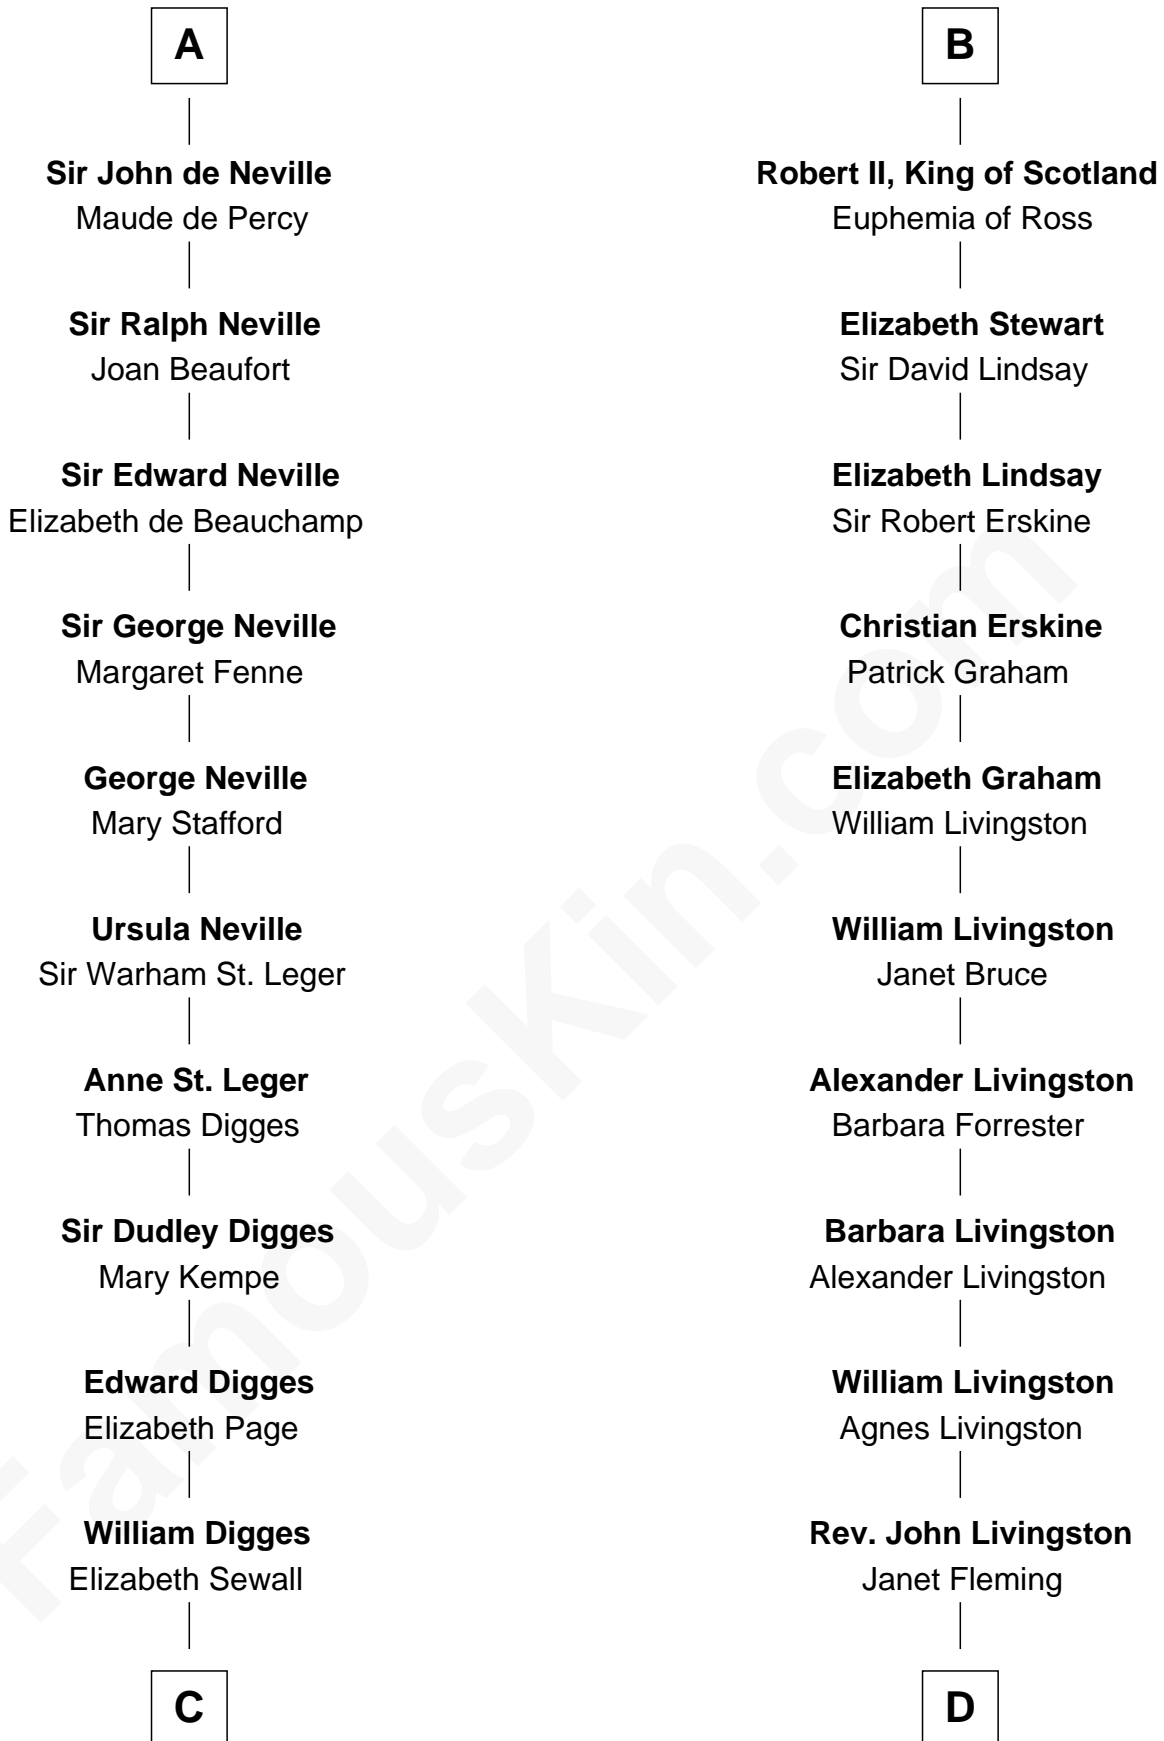 A
Sir John de Neville
Maude de Percy
Sir Ralph Neville
Joan Beaufort
Sir Edward Neville
Elizabeth de Beauchamp
Sir George Neville
Margaret Fenne
George Neville
Mary Stafford
Ursula Neville
Sir Warham St. Leger
Anne St. Leger
Thomas Digges
Sir Dudley Digges
Mary Kempe
Edward Digges
Elizabeth Page
William Digges
Elizabeth Sewall
C
B
Robert II, King of Scotland
Euphemia of Ross
Elizabeth Stewart
Sir David Lindsay
Elizabeth Lindsay
Sir Robert Erskine
Christian Erskine
Patrick Graham
Elizabeth Graham
William Livingston
William Livingston
Janet Bruce
Alexander Livingston
Barbara Forrester
Barbara Livingston
Alexander Livingston
William Livingston
Agnes Livingston
Rev. John Livingston
Janet Fleming
D
FamousKin.com